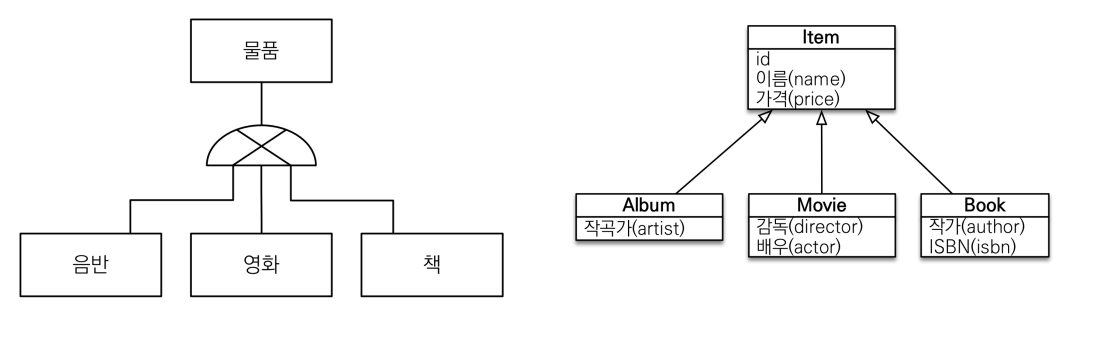 물품
음반
영화
책
Item
id
이름(name)
가격(price)
Album
작곡가(artist)
Movie
감독(director)
배우(actor)
Book
작가(author)
ISBN(isbn)